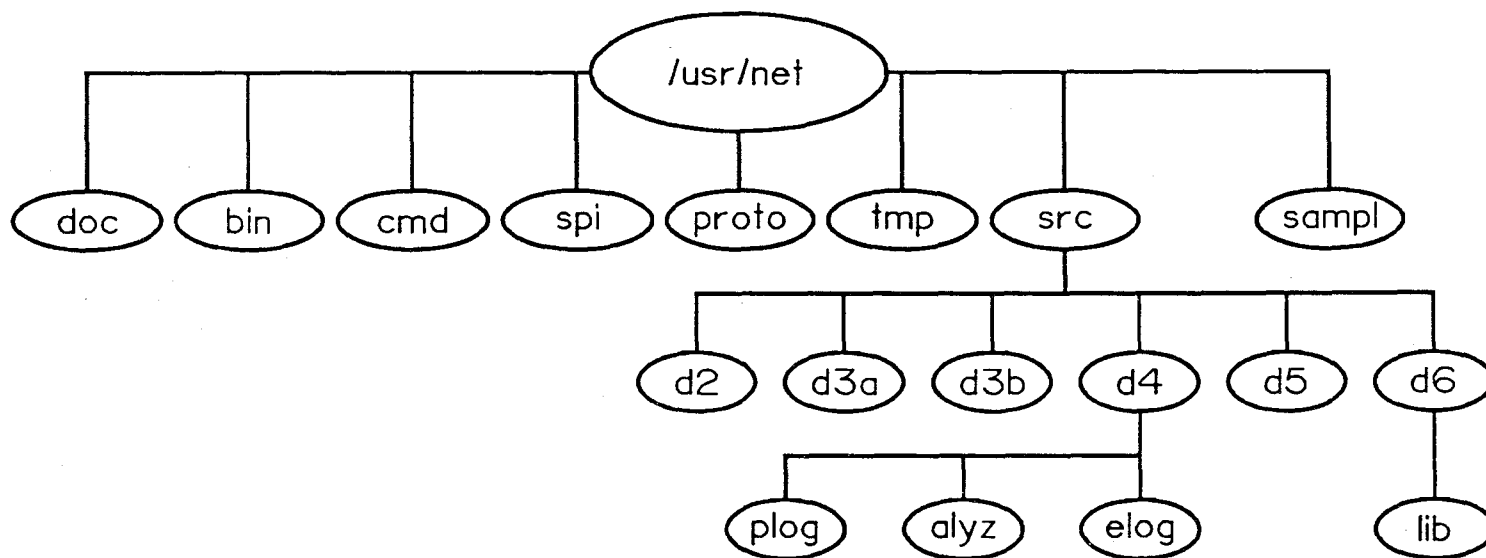 /usr/net
doc bin cmd spi proto tmp src sampl
d2 d3a d3b d4 d5 d6
plog alyz elog lib